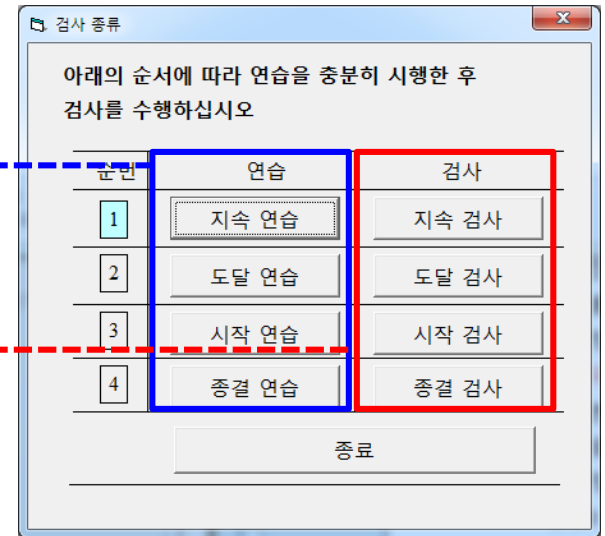 검사 종류
아래의 순서에 따라 연습을 충분히 시행한 후
검사를 수행하십시오
순번 연습 검사
1 지속 연습 지속 검사
2 도달 연습 도달 검사
3 시작 연습 시작 검사
4 종결 연습 종결 검사
종료